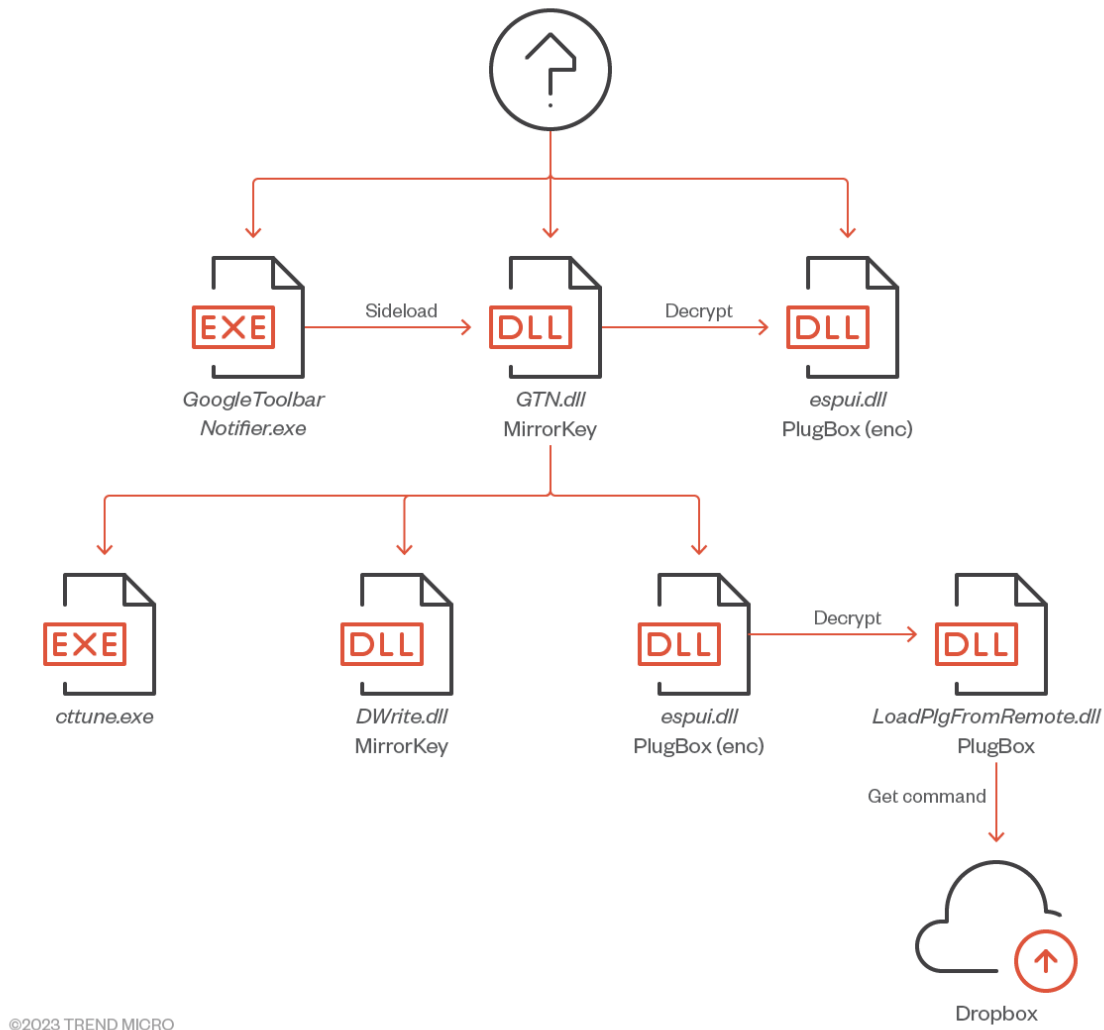 EXE
Sideload
DLL
Decrypt
DLL
GoogleToolbar
Notifier.exe
GTN.dll
MirrorKey
espui.dll
PlugBox (enc)
EXE
DLL
DLL
Decrypt
DLL
cttune.exe
DWrite.dll
MirrorKey
espui.dll
PlugBox (enc)
LoadPlgFromRemote.dll
PlugBox
Get command
Dropbox
©2023 TREND MICRO